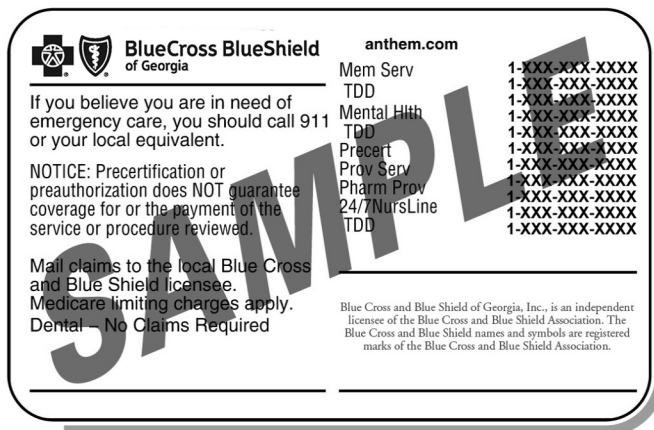 BlueCross BlueShield
of Georgia
If you believe you are in need of
emergency care, you should call 911
or your local equivalent.
NOTICE: Precertification or
preauthorization does NOT guarantee
coverage for or the payment of the
service or procedure reviewed.
Mail claims to the local Blue Cross
and Blue Shield licensee.
Medicare limiting charges apply.
Dental – No Claims Required
anthem.com
Mem Serv 1-XXX-XXX-XXXX
TDD 1-XXX-XXX-XXXX
Mental Hlth 1-XXX-XXX-XXXX
TDD 1-XXX-XXX-XXXX
Precert 1-XXX-XXX-XXXX
Prov Serv 1-XXX-XXX-XXXX
Pharm Prov 1-XXX-XXX-XXXX
24/7NursLine 1-XXX-XXX-XXXX
TDD 1-XXX-XXX-XXXX
1-XXX-XXX-XXXX
1-XXX-XXX-XXXX
Blue Cross and Blue Shield of Georgia, Inc., is an independent
licensee of the Blue Cross and Blue Shield Association. The
Blue Cross and Blue Shield names and symbols are registered
marks of the Blue Cross and Blue Shield Association.
SAMPLE